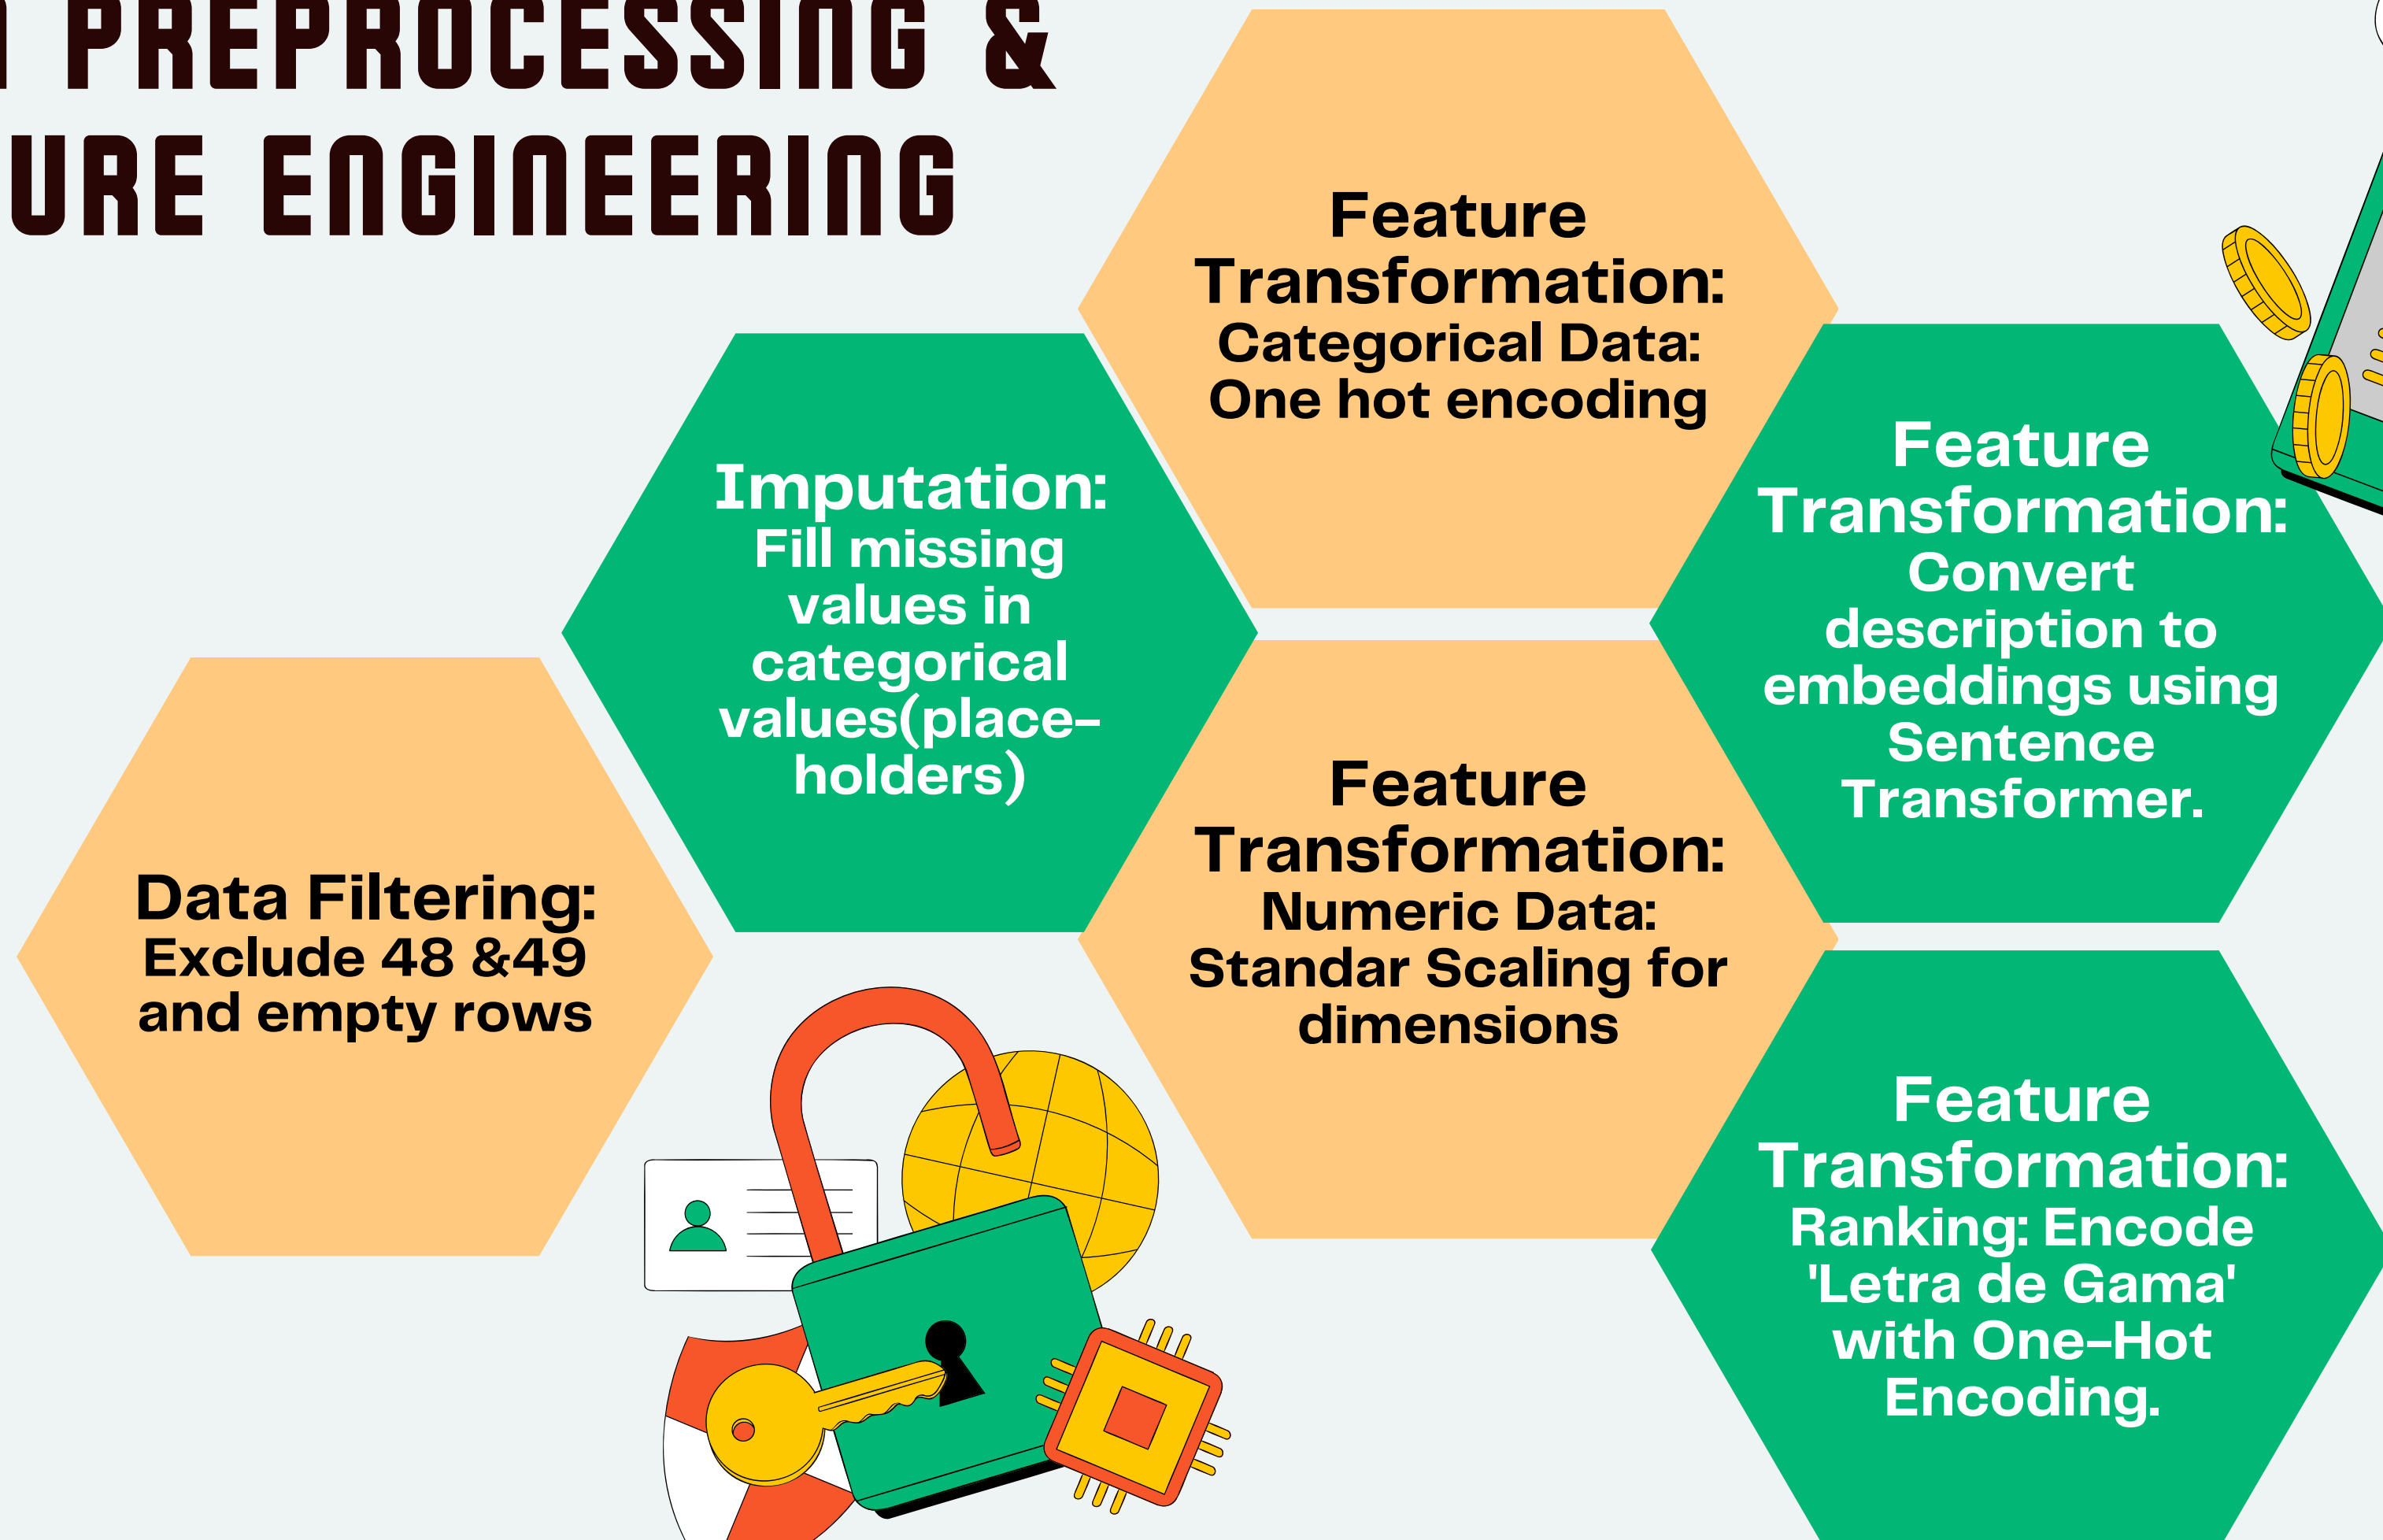 PREPROCESSING &
URE ENGINEERING
Feature
Transformation:
Categorical Data:
One hot encoding
Imputation:
Fill missing
values in
categorical
values(place-
holders)
Feature
Transformation:
Convert
description to
embeddings using
Sentence
Transformer.
Data Filtering:
Exclude 48 &49
and empty rows
Feature
Transformation:
Numeric Data:
Standar Scaling for
dimensions
Feature
Transformation:
Ranking: Encode
'Letra de Gama'
with One-Hot
Encoding.